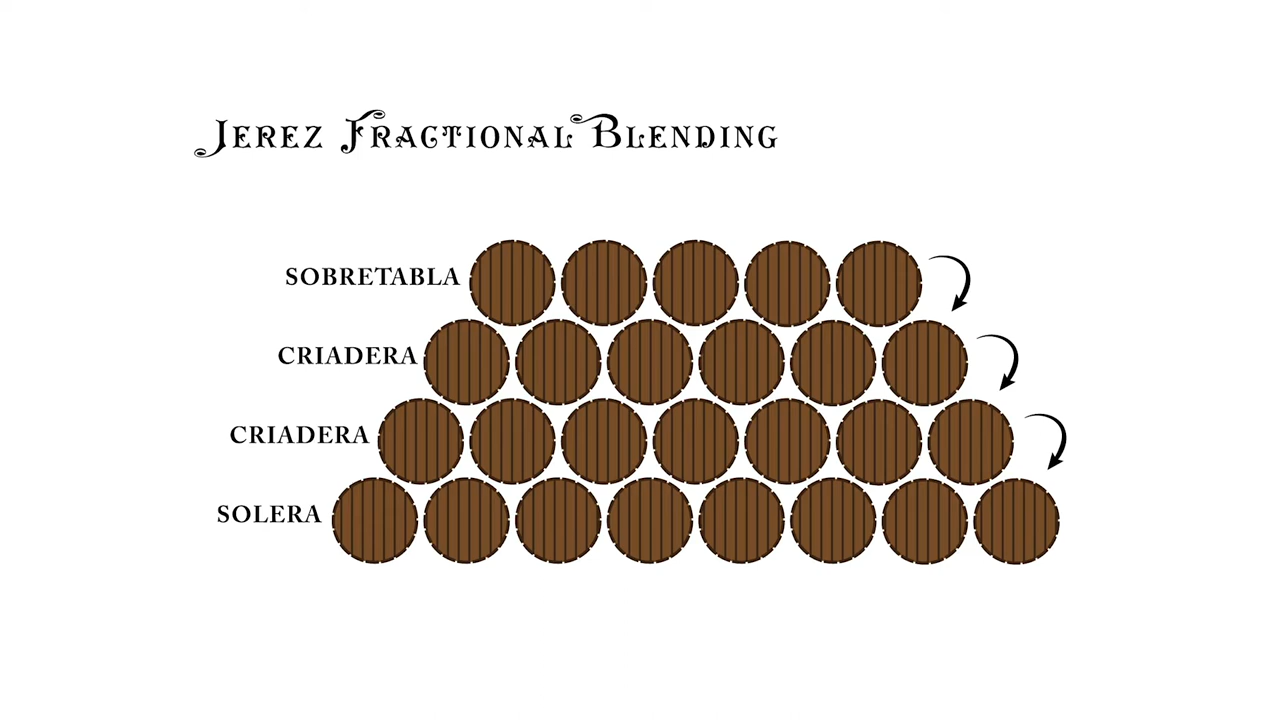 Jerez Fractional Blending
SOBRETABLA
CRIADERA
CRIADERA
SOLERA